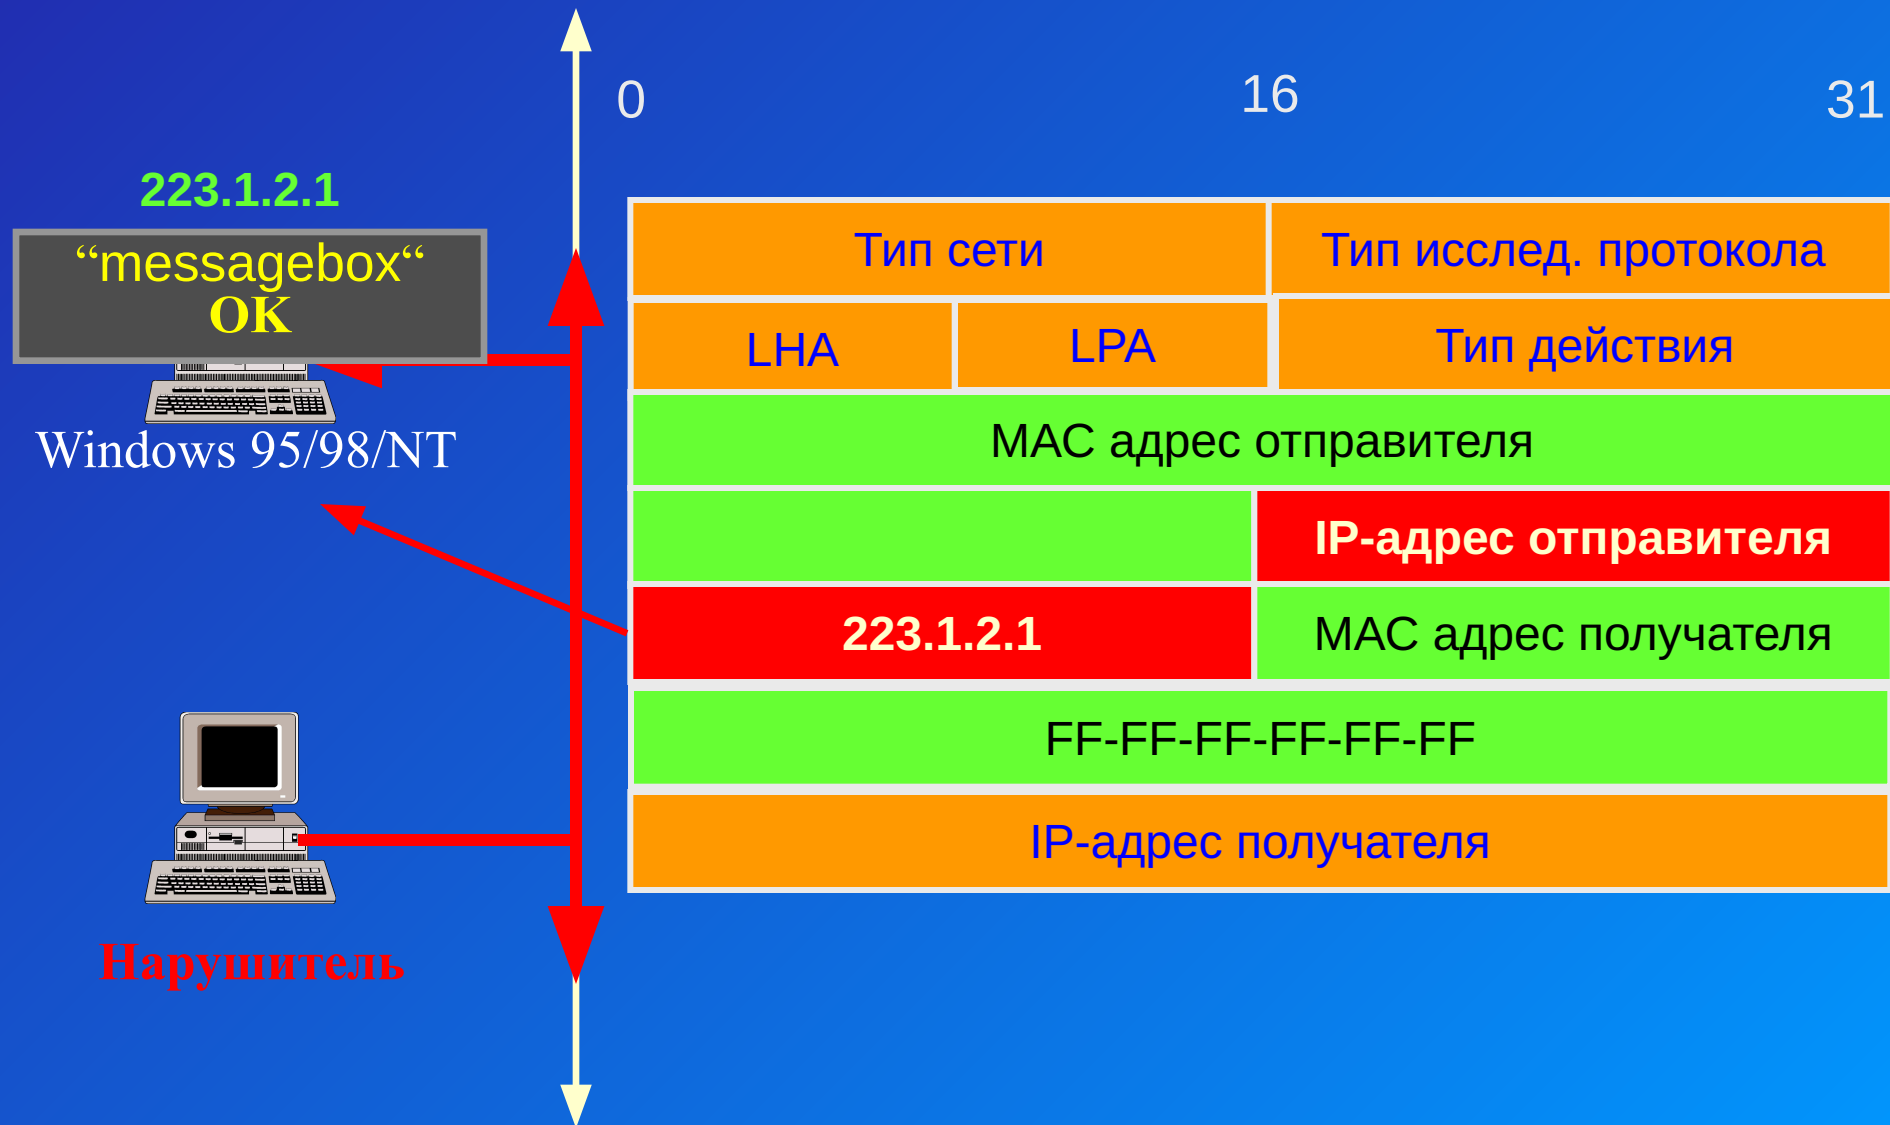 0
16
31
223.1.2.1
“messagebox“
OK
Windows 95/98/NT
Нарушитель
Тип сети
Тип исслед. протокола
LHA
LPA
Тип действия
MAC адрес отправителя
IP-адрес отправителя
223.1.2.1
MAC адрес получателя
FF-FF-FF-FF-FF-FF
IP-адрес получателя